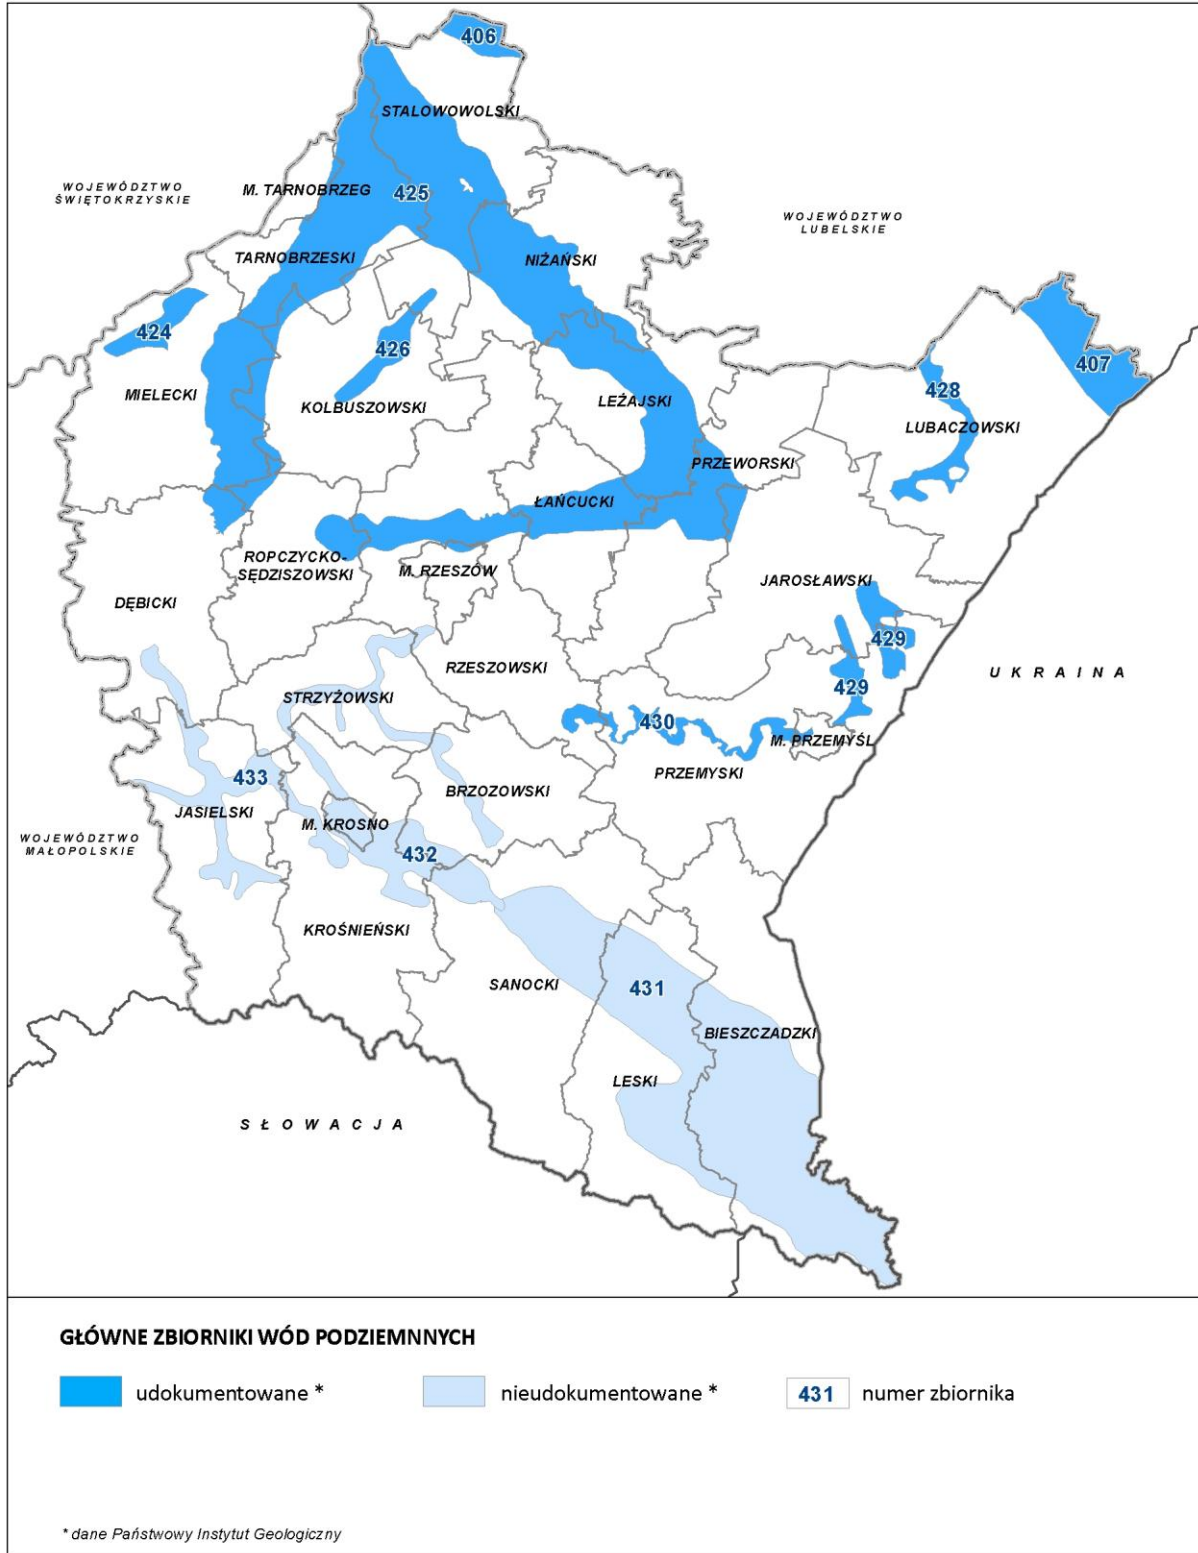 406
STALOWOWOLSKI
WOJEWÓDZTWO
ŚWIĘTOKRZYSKIE
M. TARNOBRZEG
425
WOJEWÓDZTWO
LUBELSKIE
TARNOBRZESKI
NIŻAŃSKI
424
426
407
MIELECKI
KOLBUSZOWSKI
LEŻAJSKI
428
LUBACZOWSKI
PRZEWORSKI
ŁAŃCUCKI
ROPCZYCKO-
SĘDZISZOWSKI
M. RZESZÓW
JAROSŁAWSKI
DĘBICKI
429
RZESZOWSKI
UKRAINA
STRZYŻOWSKI
429
430
M. PRZEMYŚL
433
PRZEMYSKI
JASIELSKI
BRZOZOWSKI
M. KROSNO
WOJEWÓDZTWO
MAŁOPOLSKIE
432
KROŚNIEŃSKI
SANOCKI
431
BIESZCZADZKI
LESKI
SŁOWACJA
GŁÓWNE ZBIORNIKI WÓD PODZIEMNNYCH
udokumentowane *
nieudokumentowane *
431 numer zbiornika
* dane Państwowy Instytut Geologiczny